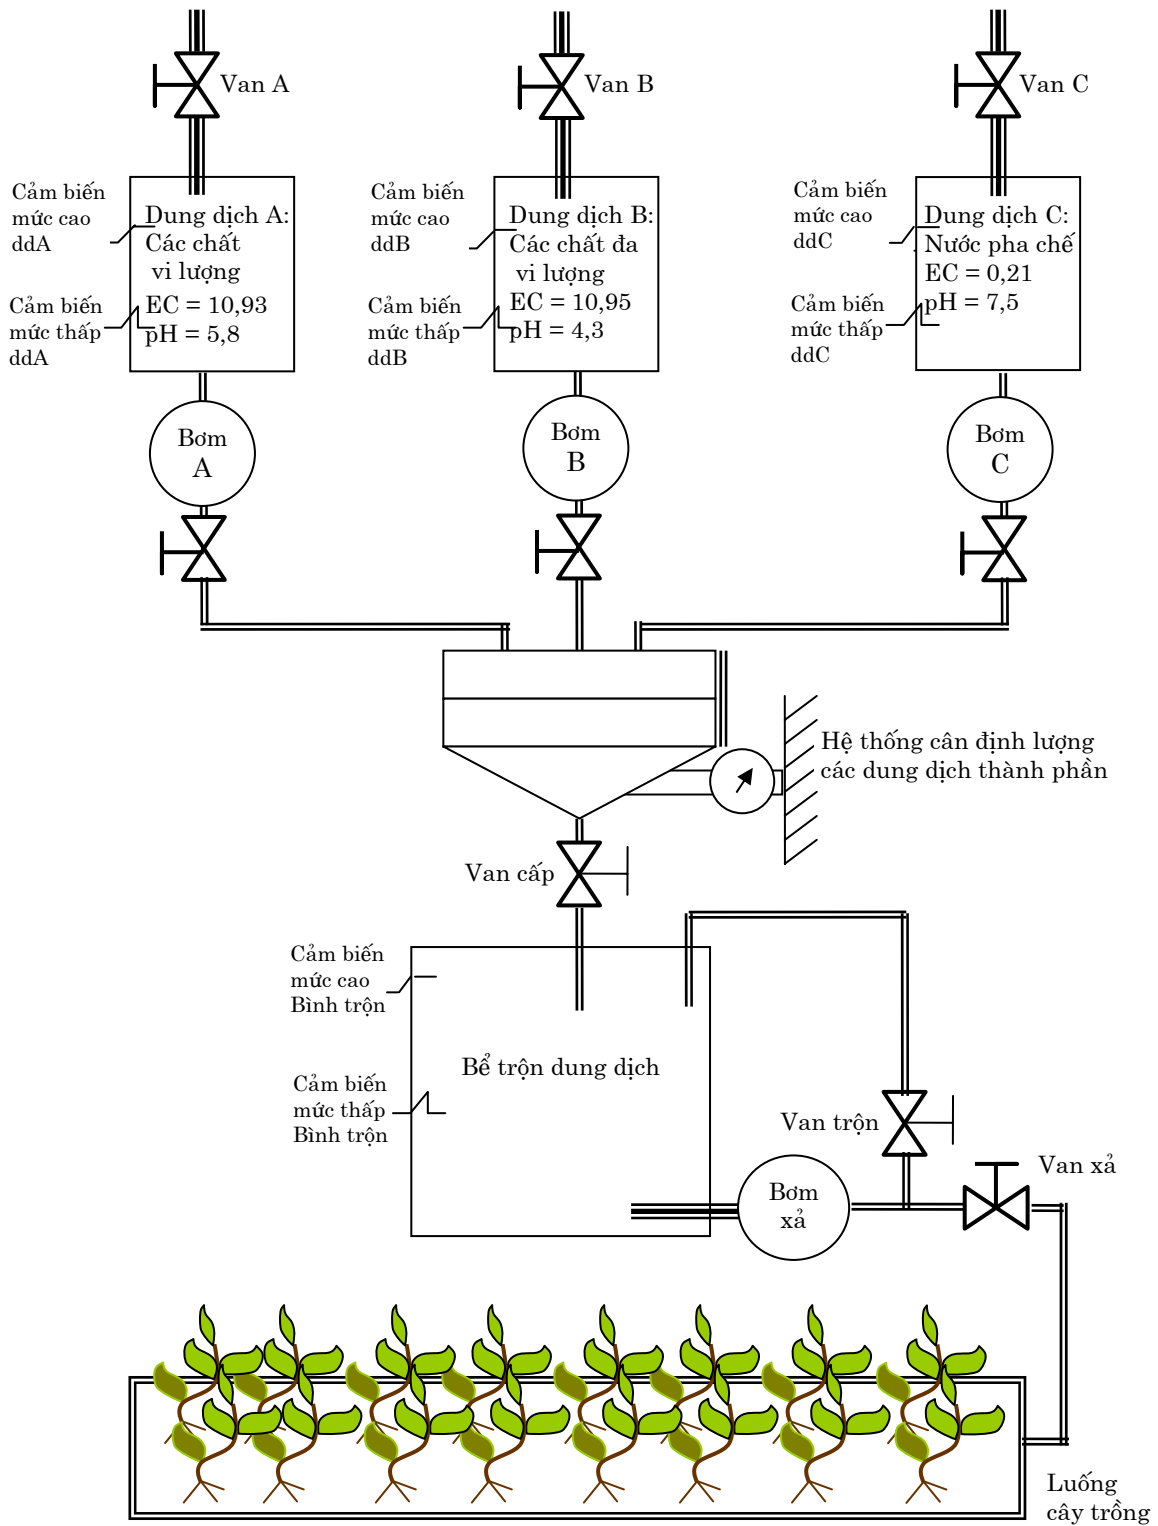 Van A
Van B
Van C
Cảm biến
mức cao
ddA
Dung dịch A:
Các chất
vi lượng
EC = 10,93
pH = 5,8
Cảm biến
mức thấp
ddA
Cảm biến
mức cao
ddB
Dung dịch B:
Các chất đa
vi lượng
EC = 10,95
pH = 4,3
Cảm biến
mức thấp
ddB
Cảm biến
mức cao
ddC
Dung dịch C:
Nước pha chế
EC = 0,21
pH = 7,5
Cảm biến
mức thấp
ddC
Bơm
A
Bơm
B
Bơm
C
Hệ thống cân định lượng
các dung dịch thành phần
Van cấp
Cảm biến
mức cao
Bình trộn
Bể trộn dung dịch
Cảm biến
mức thấp
Bình trộn
Van trộn
Van xả
Bơm
xả
Luống
cây trồng